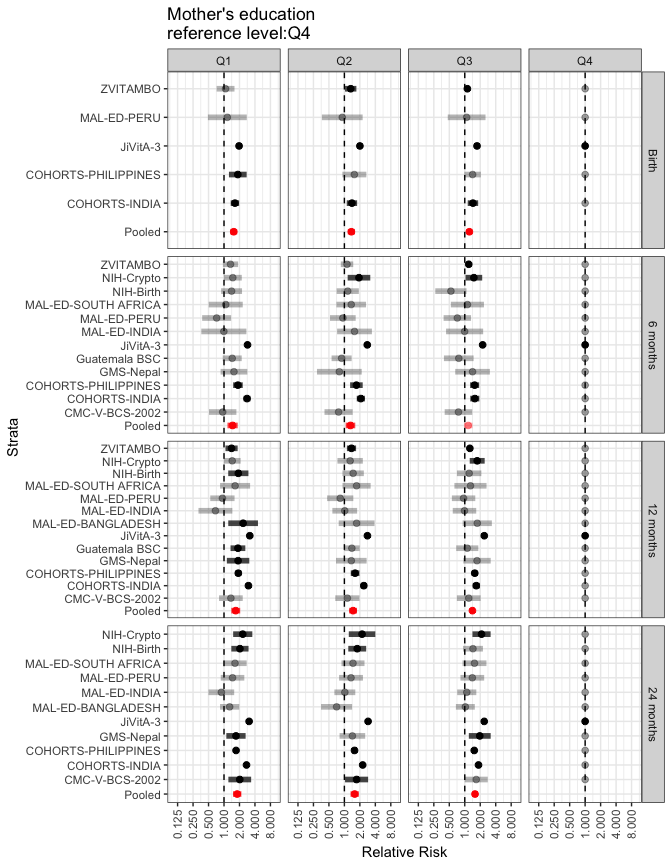 Mother's education
reference level:Q4
Q1 Q2 Q3 Q4
ZVITAMBO
MAL-ED-PERU
JiVitA-3
COHORTS-PHILIPPINES
COHORTS-INDIA
Pooled
Birth
ZVITAMBO
NIH-Crypto
NIH-Birth
MAL-ED-SOUTH AFRICA
MAL-ED-PERU
MAL-ED-INDIA
JiVitA-3
Guatemala BSC
GMS-Nepal
COHORTS-PHILIPPINES
COHORTS-INDIA
CMC-V-BCS-2002
Pooled
6 months
ZVITAMBO
NIH-Crypto
NIH-Birth
MAL-ED-SOUTH AFRICA
MAL-ED-PERU
MAL-ED-INDIA
MAL-ED-BANGLADESH
JiVitA-3
Guatemala BSC
GMS-Nepal
COHORTS-PHILIPPINES
COHORTS-INDIA
CMC-V-BCS-2002
Pooled
12 months
NIH-Crypto
NIH-Birth
MAL-ED-SOUTH AFRICA
MAL-ED-PERU
MAL-ED-INDIA
MAL-ED-BANGLADESH
JiVitA-3
GMS-Nepal
COHORTS-PHILIPPINES
COHORTS-INDIA
CMC-V-BCS-2002
Pooled
24 months
Strata
0.125 0.250 0.500 1.000 2.000 4.000 8.000 0.125 0.250 0.500 1.000 2.000 4.000 8.000 0.125 0.250 0.500 1.000 2.000 4.000 8.000 0.125 0.250 0.500 1.000 2.000 4.000 8.000
Relative Risk